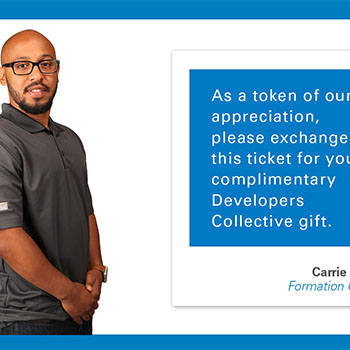 As a token of our
appreciation,
please exchange
this ticket for you
complimentary
Developers
Collective gift.
Carrie
Formation